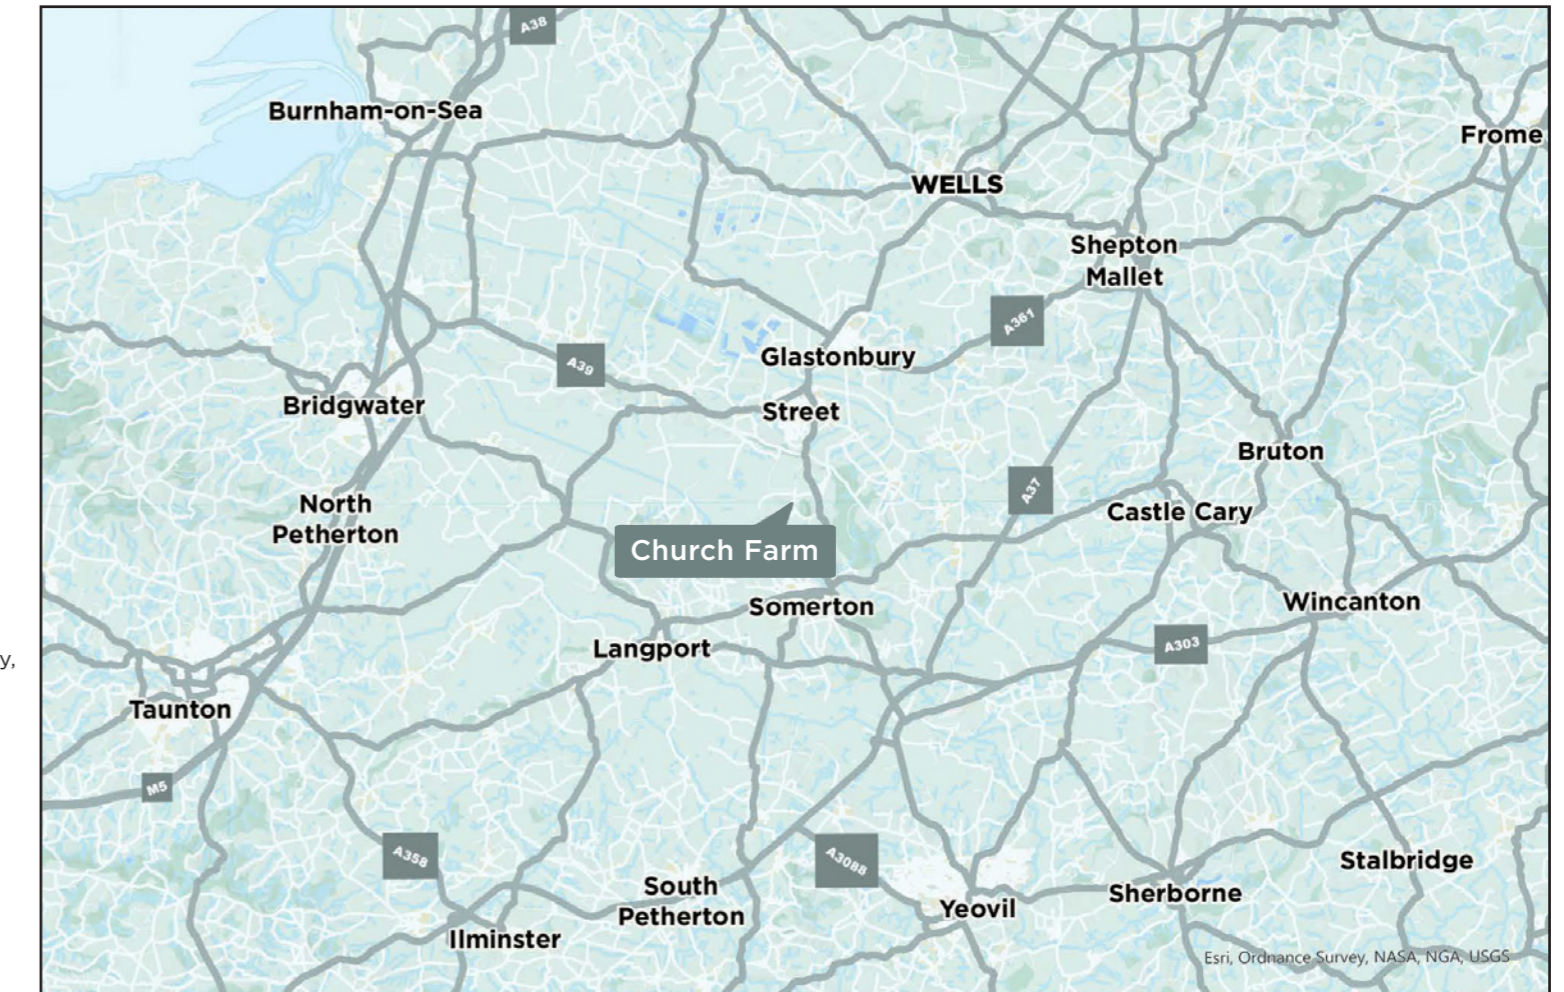 A38
Burnham-on-Sea
Frome
WELLS
Shepton
Mallet
A361
Glastonbury
A39
Bridgwater
Street
Bruton
A37
North
Petherton
Castle Cary
Church Farm
Somerton
Wincanton
A303
Langport
y,
Taunton
M5
A358
A3088
Stalbridge
South
Petherton
Sherborne
Yeovil
Ilminster
Esri, Ordnance Survey, NASA, NGA, USGS